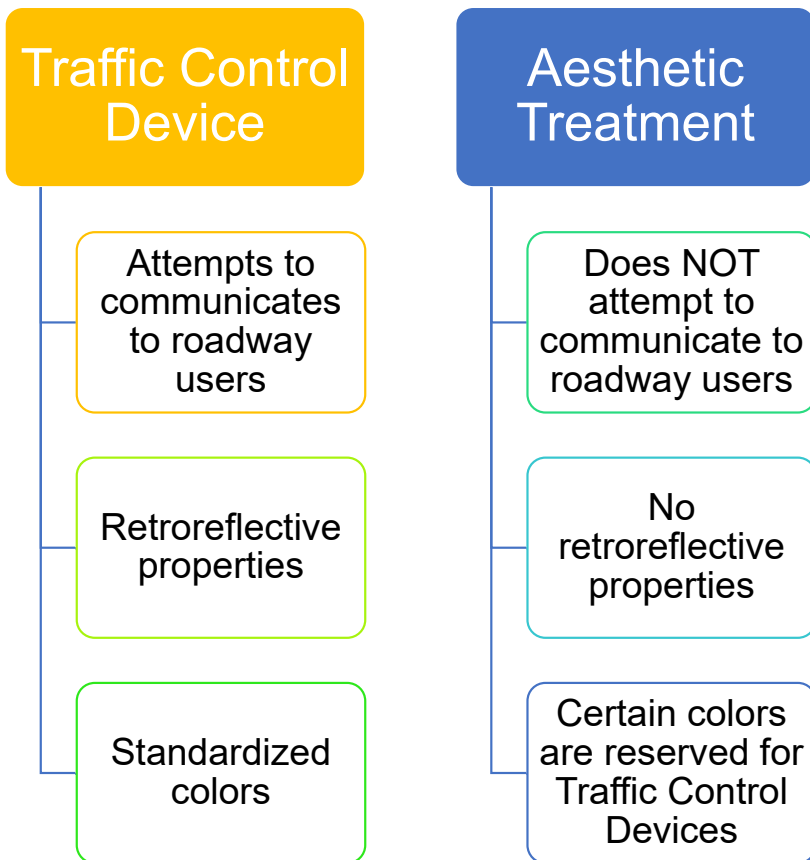 Traffic Control
Device
Attempts to
communicates
to roadway
users
Retroreflective
properties
Standardized
colors
Aesthetic
Treatment
Does NOT
attempt to
communicate to
roadway users
No
retroreflective
properties
Certain colors
are reserved for
Traffic Control
Devices